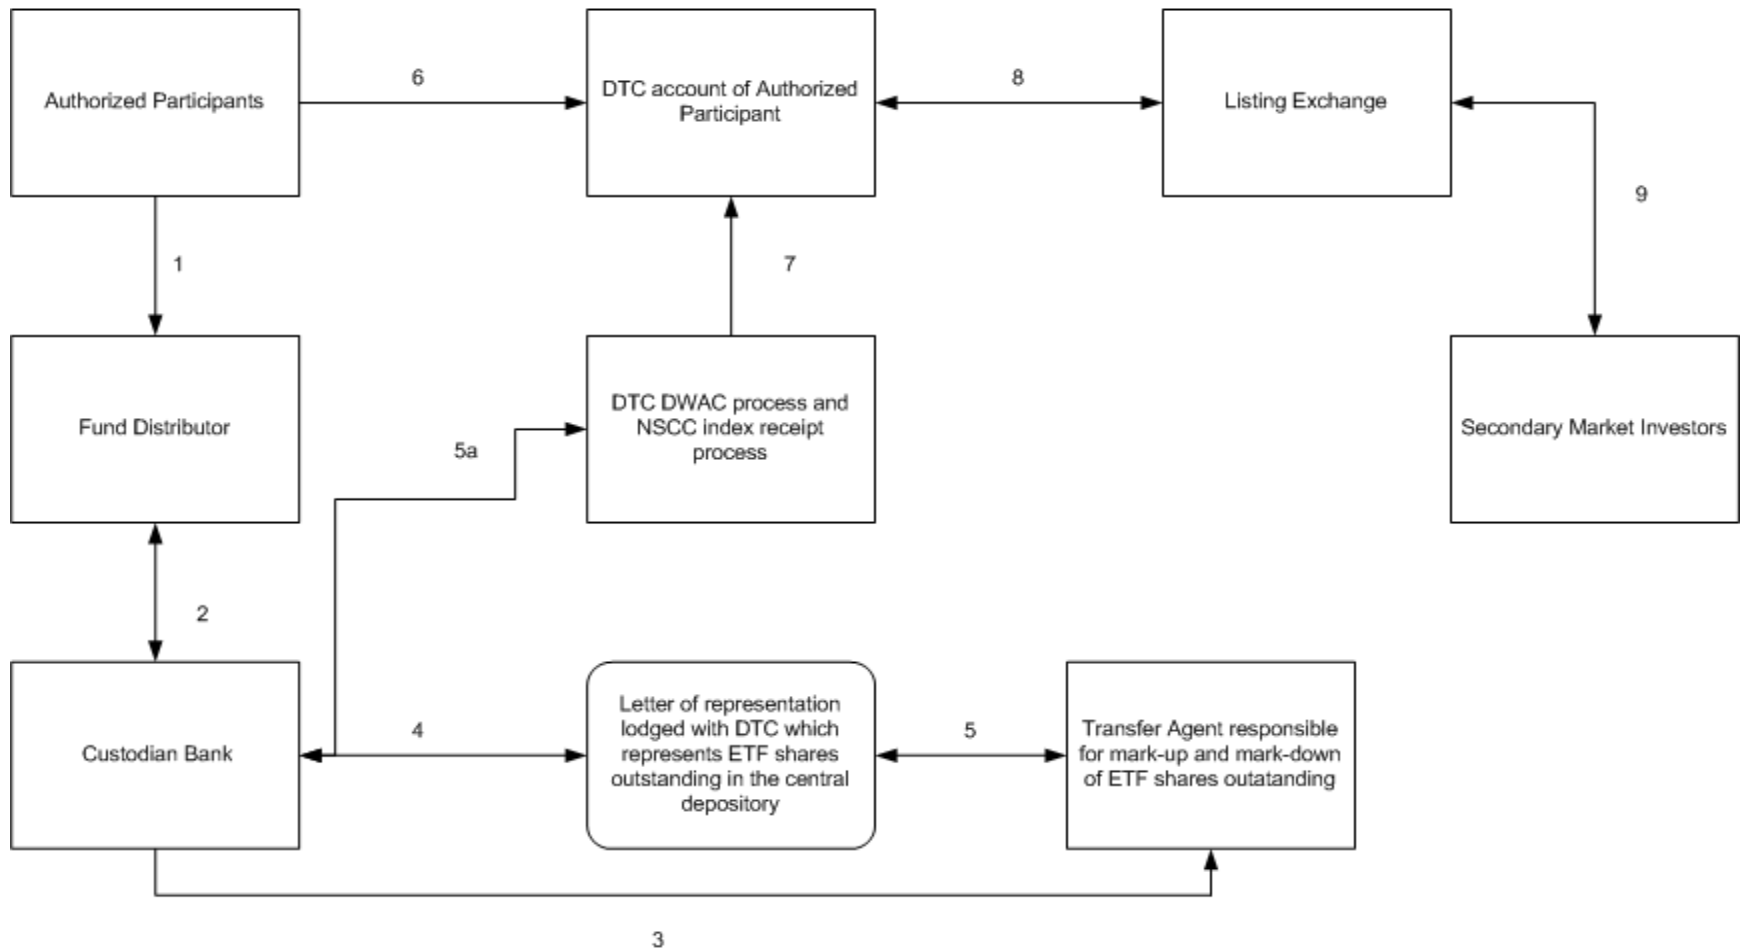 Authorized Participants
6
DTC account of Authorized
Participant
8
Listing Exchange
9
1
7
Fund Distributor
5a
DTC DWAC process and
NSCC index receipt
process
Secondary Market Investors
2
Custodian Bank
4
Letter of representation
lodged with DTC which
represents ETF shares
outstanding in the central
depository
5
Transfer Agent responsible
for mark-up and mark-down
of ETF shares outatanding
3